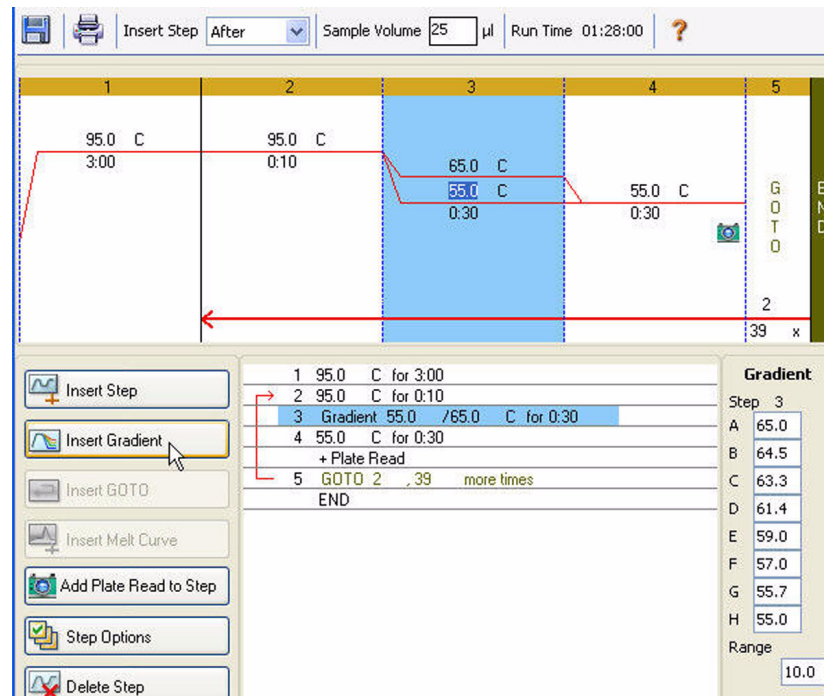 Insert Step After Sample Volume 25 µl Run Time 01:28:00 ?
1 2 3 4 5
95.0 C 95.0 C
3:00 0:10
65.0 C
55.0 C 55.0 C
0:30 0:30
GOTO
2
39 x
Insert Step
Insert Gradient
Insert GOTO
Insert Melt Curve
Add Plate Read to Step
Step Options
Delete Step
1 95.0 C for 3:00
2 95.0 C for 0:10
3 Gradient 55.0 /65.0 C for 0:30
4 55.0 C for 0:30
+ Plate Read
5 GOTO 2 , 39 more times
END
Gradient
Step 3
A 65.0
B 64.5
C 63.3
D 61.4
E 59.0
F 57.0
G 55.7
H 55.0
Range
10.0